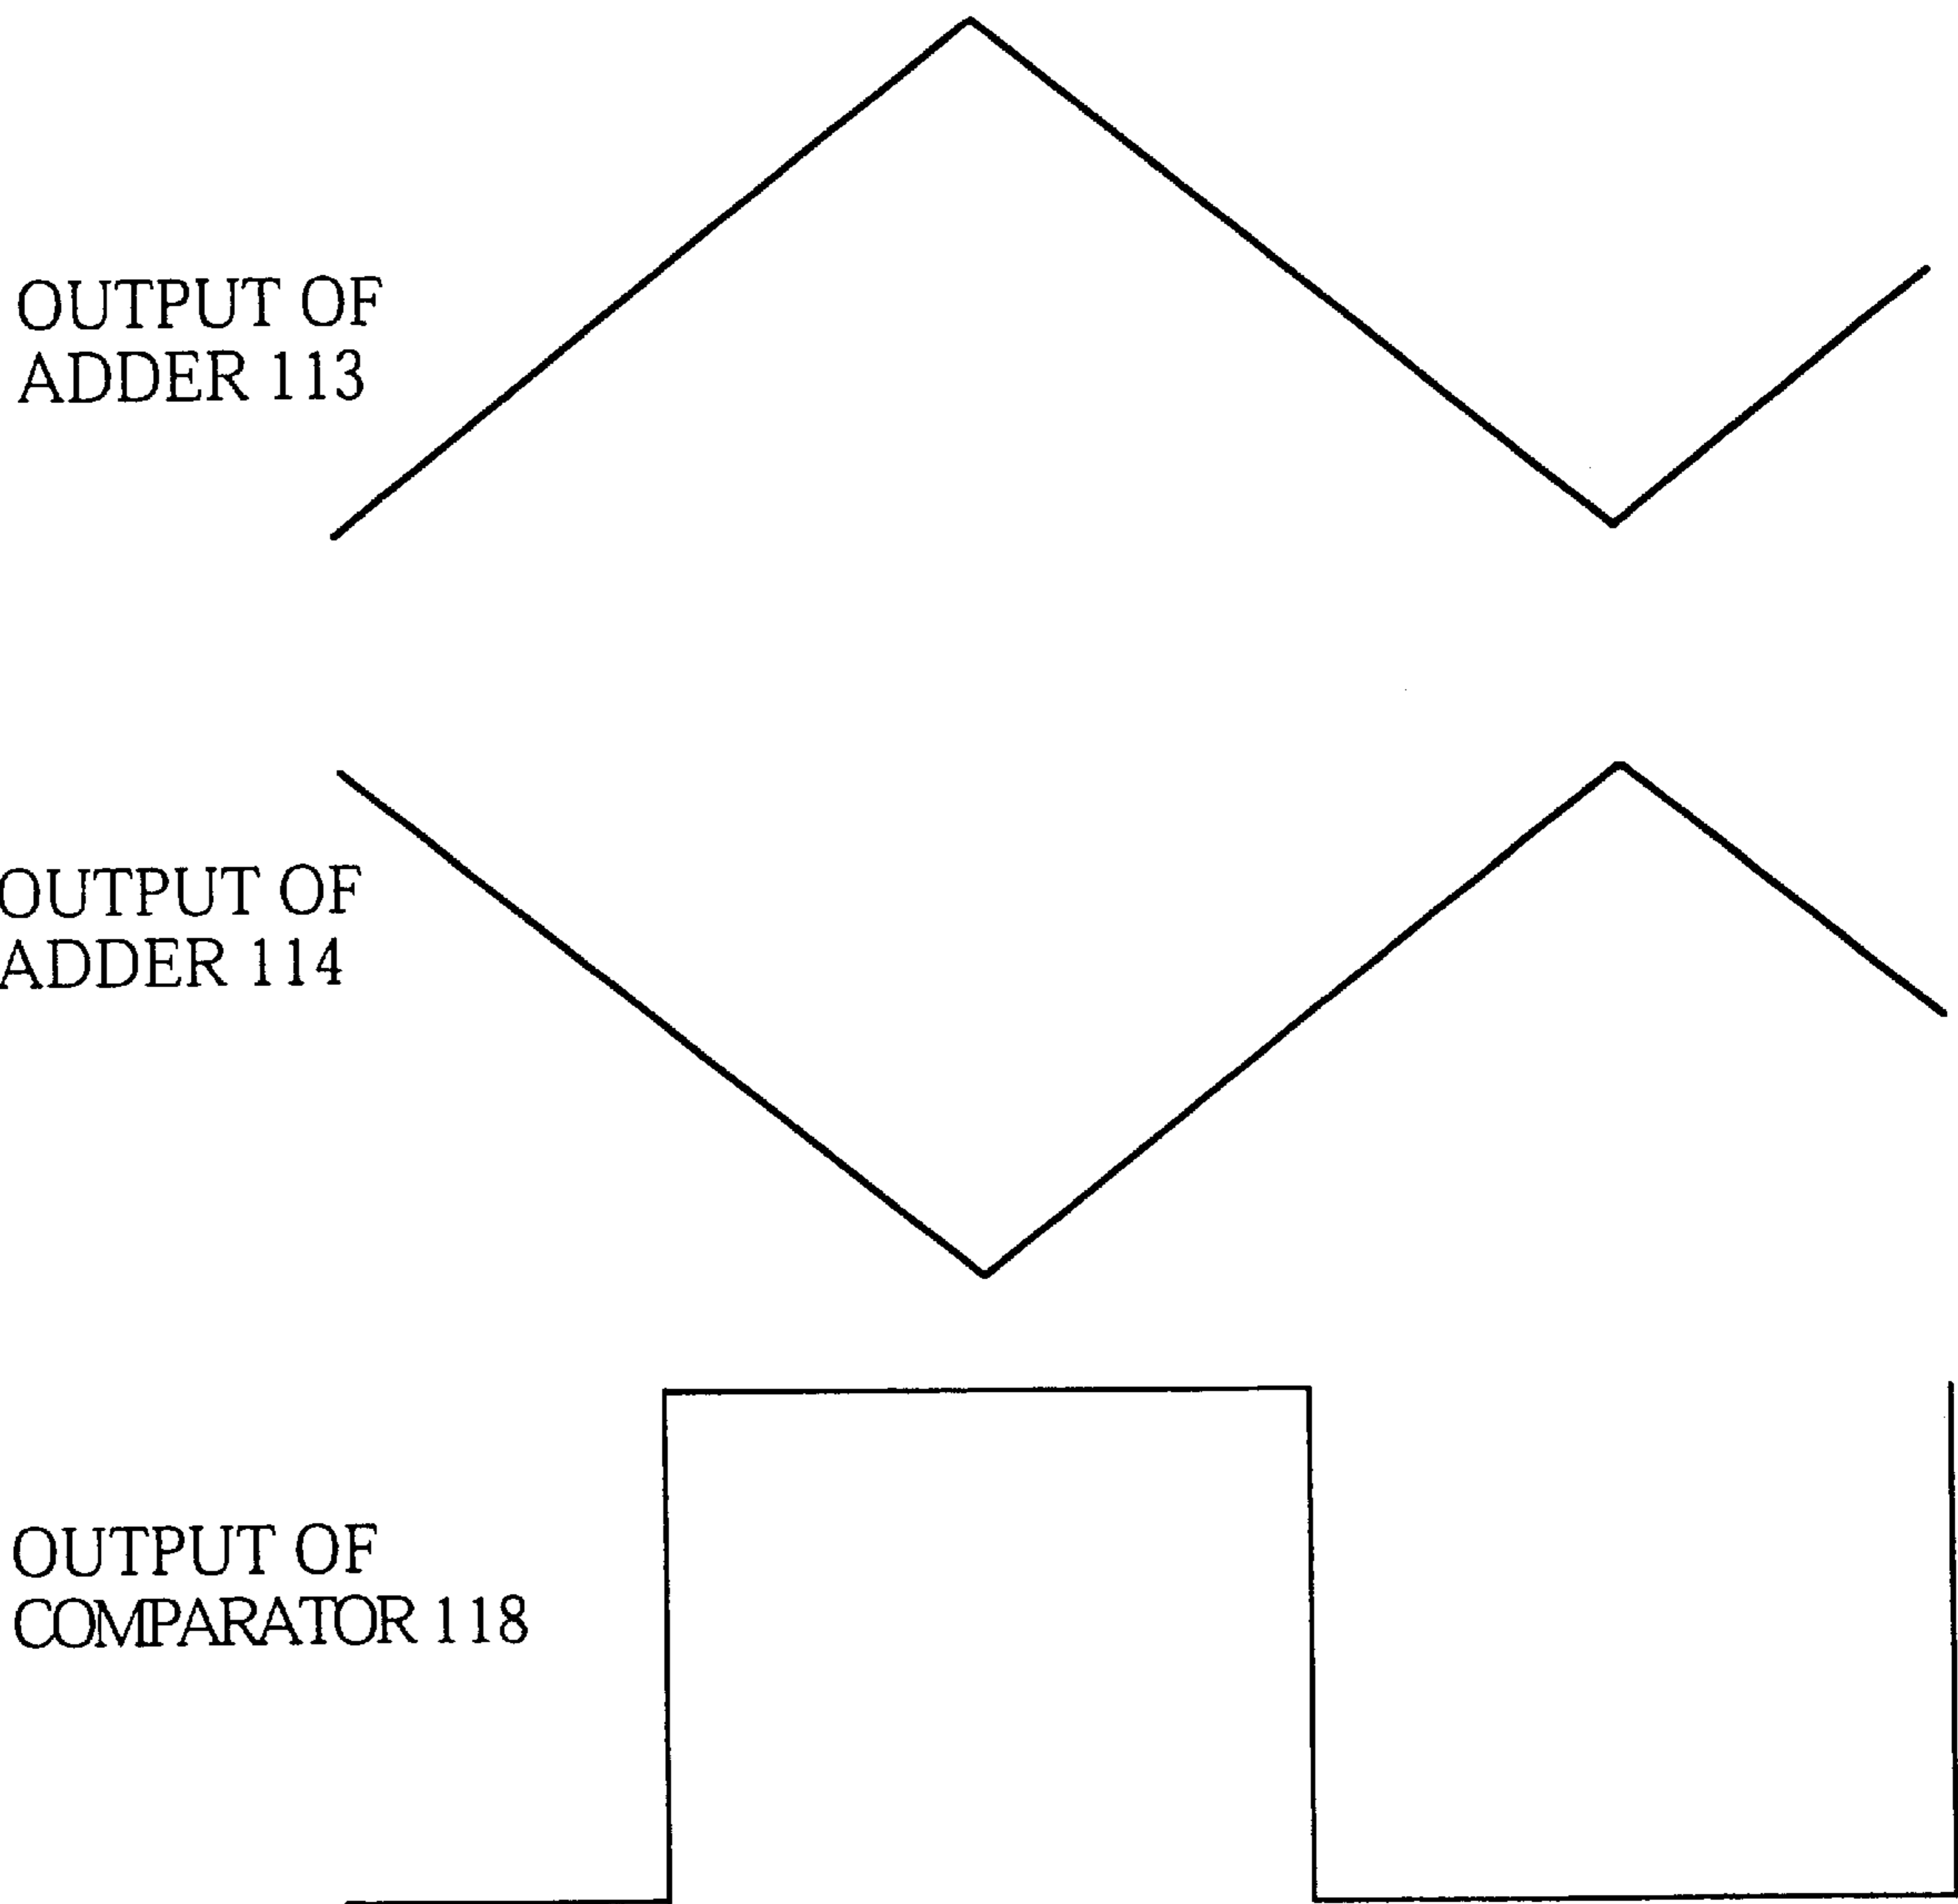 OUTPUT OF
ADDER 113
OUTPUT OF
ADDER 114
OUTPUT OF
COMPARATOR 118